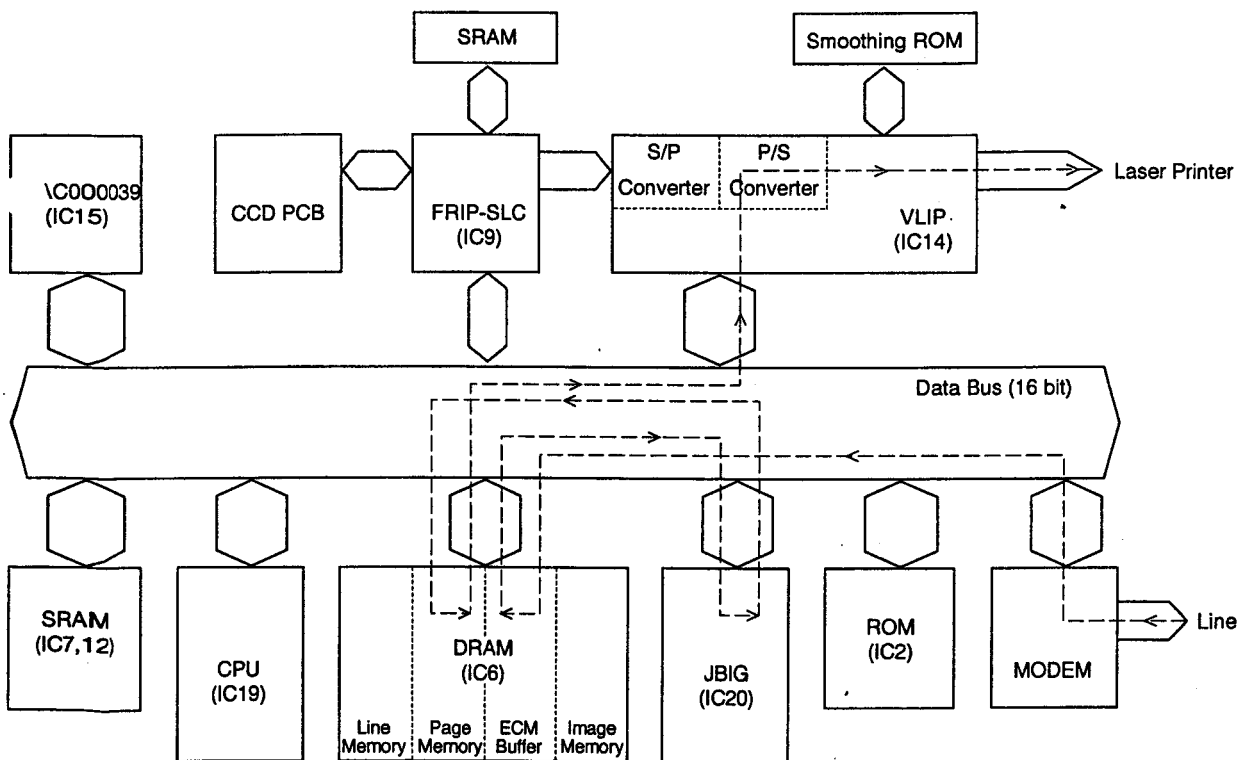 SRAM
Smoothing ROM
\C0D0039
(IC15)
CCD PCB
FRIP-SLC
(IC9)
S/P
Converter
P/S
Converter
VLIP
(IC14)
Laser Printer
Data Bus (16 bit)
SRAM
(IC7,12)
CPU
(IC19)
DRAM
(IC6)
Line
Memory
Page
Memory
ECM
Buffer
Image
Memory
JBIG
(IC20)
ROM
(IC2)
MODEM
Line